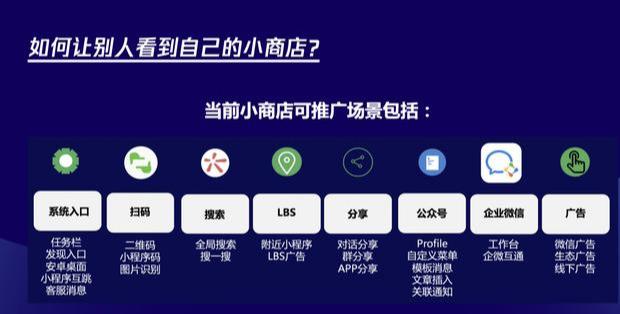 如何让别人看到自己的小商店?
当前小商店可推广场景包括：
系统入口
扫码
搜索
LBS
分享
公众号
企业微信
广告
任务栏
发现入口
安卓桌面
小程序互跳
客服消息
二维码
小程序码
图片识别
全局搜索
搜一搜
附近小程序
LBS广告
对话分享
群分享
APP分享
Profile
自定义菜单
模板消息
文章插入
关联通知
工作台
企微互通
微信广告
生态广告
线下广告